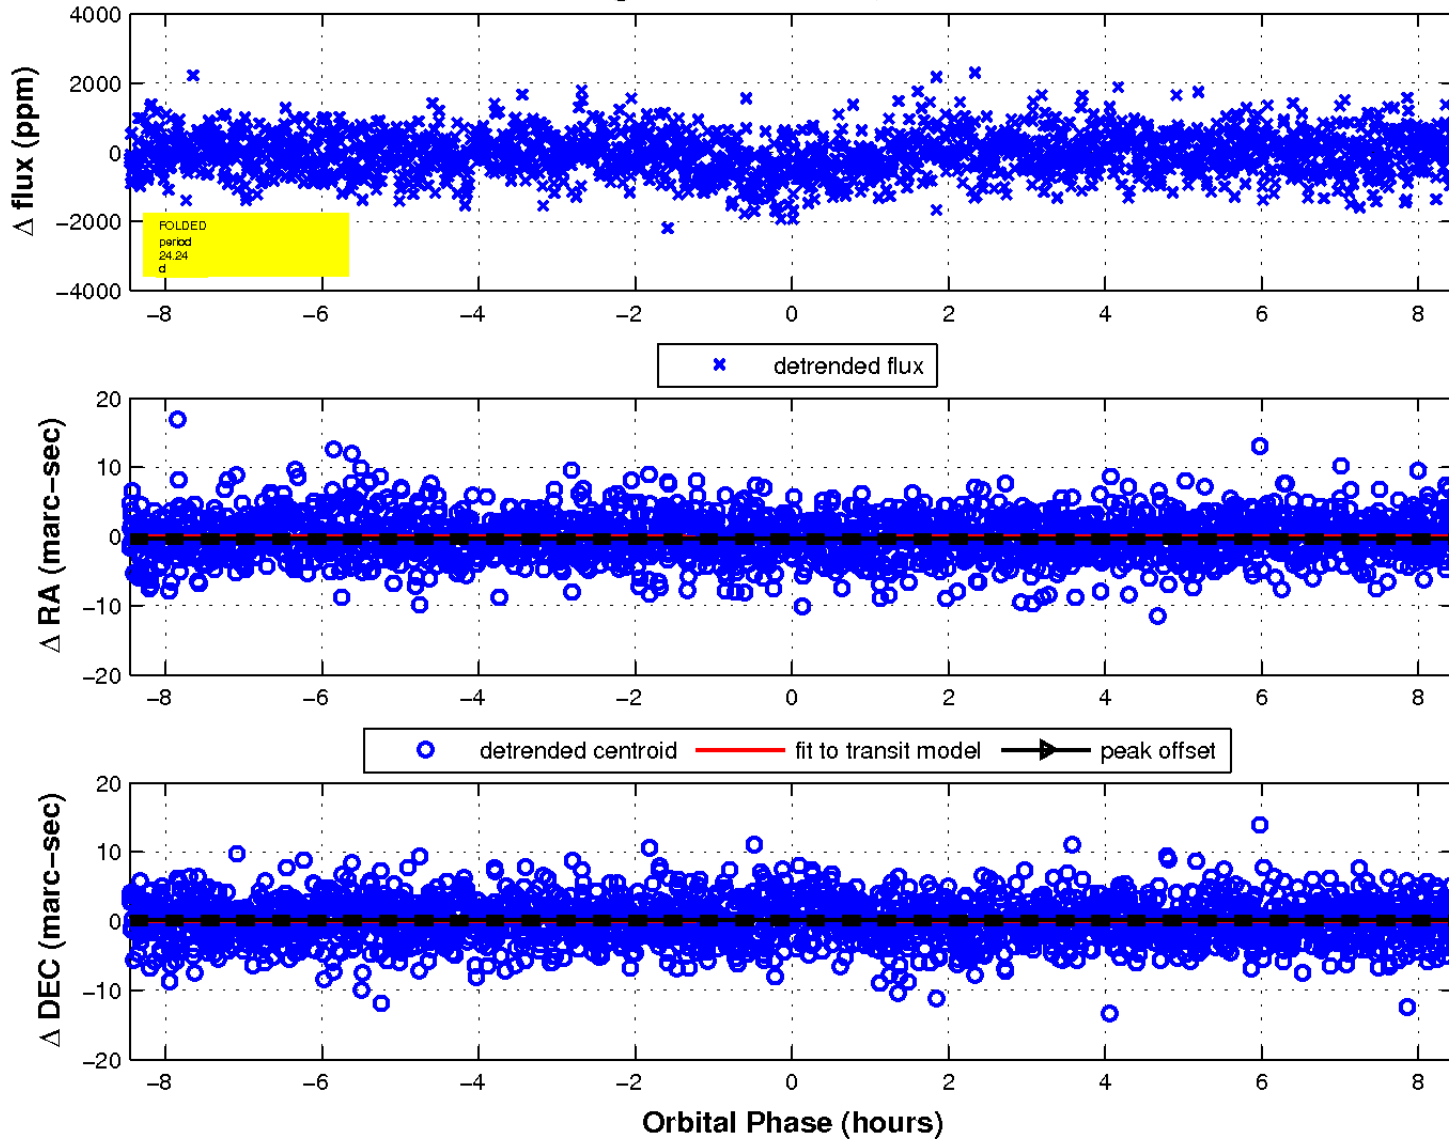 4000
2000
0
−2000
−4000
Δ flux (ppm)
FOLDED
period
24.24
d
−8 −6 −4 −2 0 2 4 6 8
detrended flux
20
10
0
−10
−20
Δ RA (marc−sec)
−8 −6 −4 −2 0 2 4 6 8
detrended centroid fit to transit model peak offset
20
10
0
−10
−20
Δ DEC (marc−sec)
−8 −6 −4 −2 0 2 4 6 8
Orbital Phase (hours)